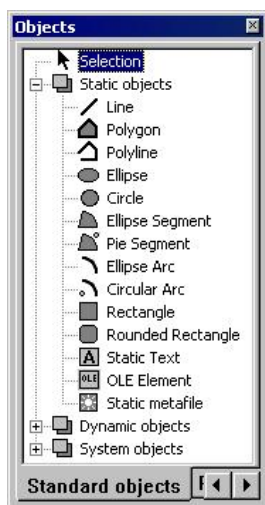 Objects
Selection
Static objects
Line
Polygon
Polyline
Ellipse
Circle
Ellipse Segment
Pie Segment
Ellipse Arc
Circular Arc
Rectangle
Rounded Rectangle
A Static Text
OLE OLE Element
Static metafile
Dynamic objects
System objects
Standard objects